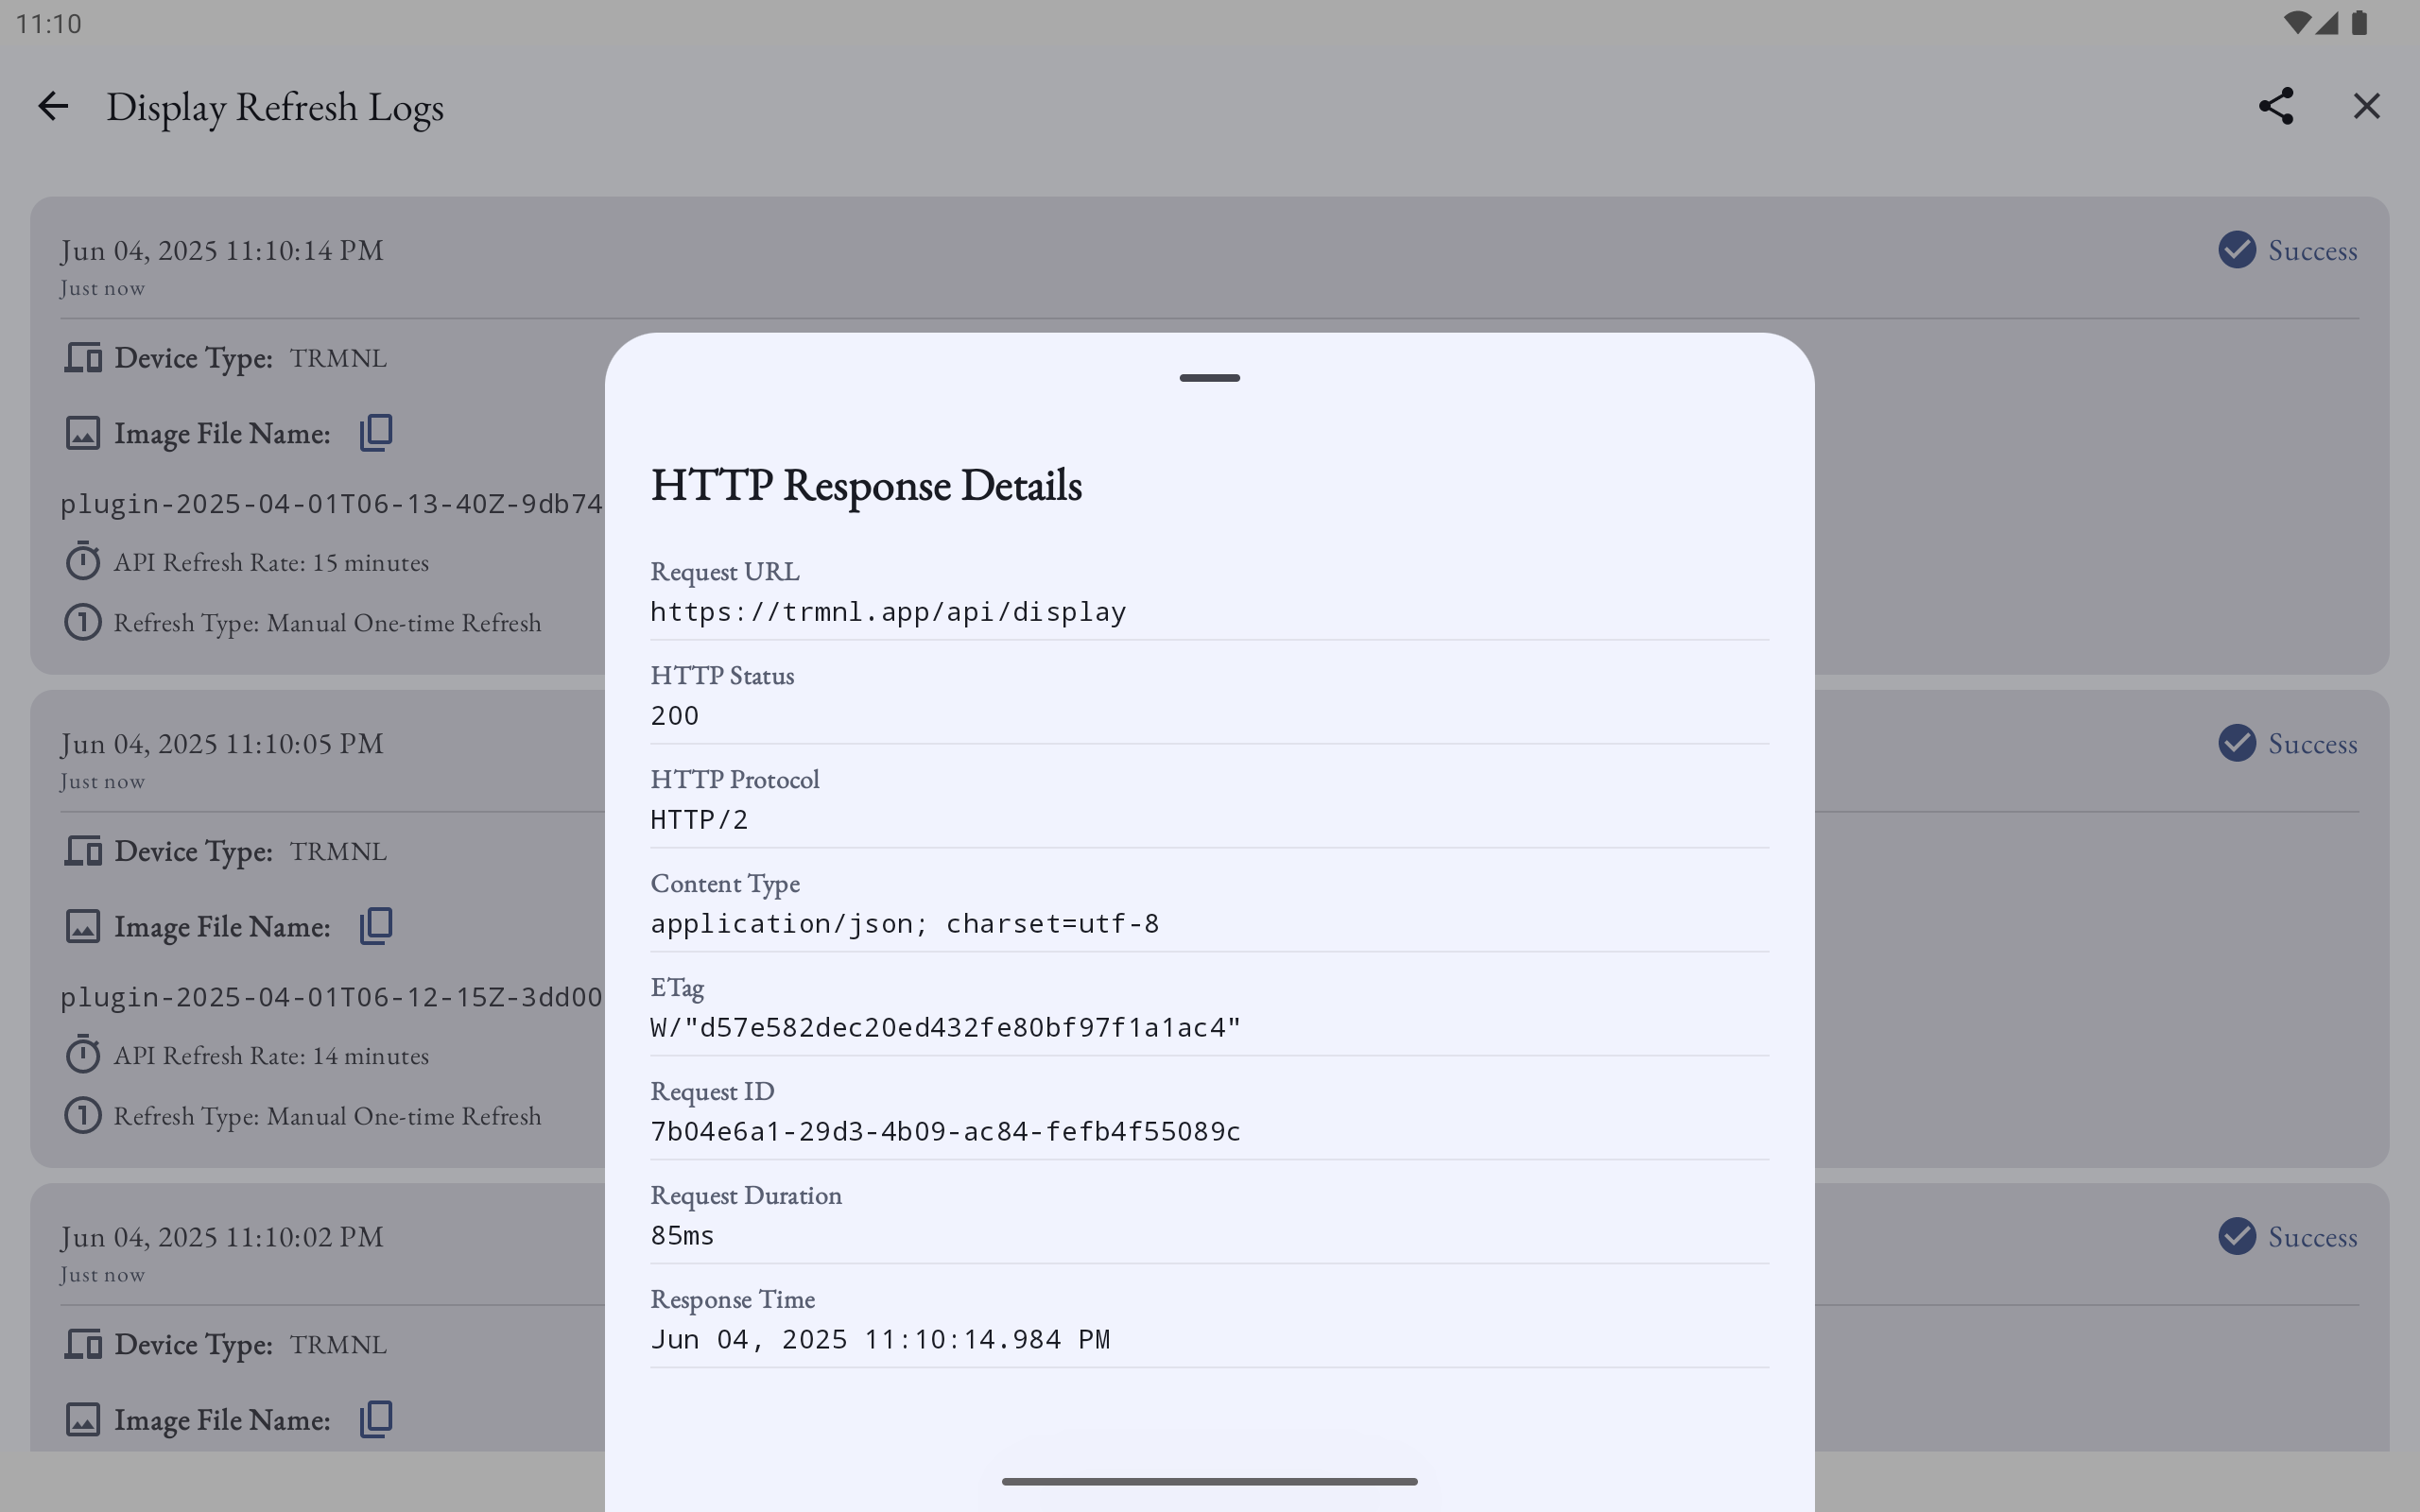 11:10
Display Refresh Logs
Jun 04, 2025 11:10:14 PM
Success
Just now
Device Type: TRMNL
Image File Name:
plugin-2025-04-01T06-13-40Z-9db74
API Refresh Rate: 15 minutes
Refresh Type: Manual One-time Refresh
Jun 04, 2025 11:10:05 PM
Success
Just now
Device Type: TRMNL
Image File Name:
plugin-2025-04-01T06-12-15Z-3dd00
API Refresh Rate: 14 minutes
Refresh Type: Manual One-time Refresh
Jun 04, 2025 11:10:02 PM
Success
Just now
Device Type: TRMNL
Image File Name:
HTTP Response Details
Request URL
https://trmnl.app/api/display
HTTP Status
200
HTTP Protocol
HTTP/2
Content Type
application/json; charset=utf-8
ETag
W/"d57e582dec20ed432fe80bf97f1a1ac4"
Request ID
7b04e6a1-29d3-4b09-ac84-fefb4f55089c
Request Duration
85ms
Response Time
Jun 04, 2025 11:10:14.984 PM